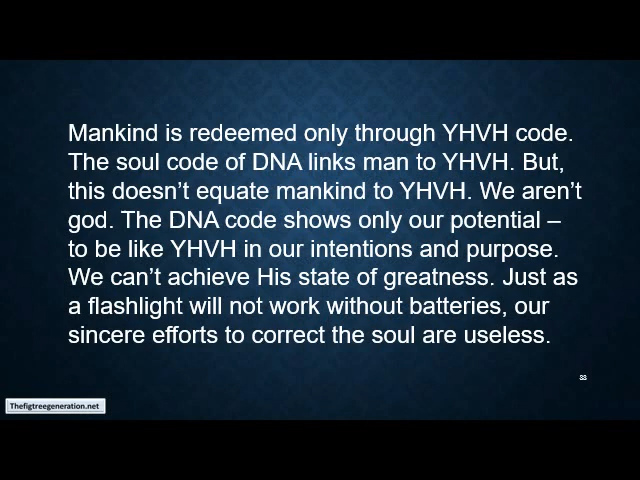 Mankind is redeemed only through YHVH code.
The soul code of DNA links man to YHVH. But,
this doesn’t equate mankind to YHVH. We aren’t
god. The DNA code shows only our potential –
to be like YHVH in our intentions and purpose.
We can’t achieve His state of greatness. Just as
a flashlight will not work without batteries, our
sincere efforts to correct the soul are useless.
33
Thefigtreegeneration.net